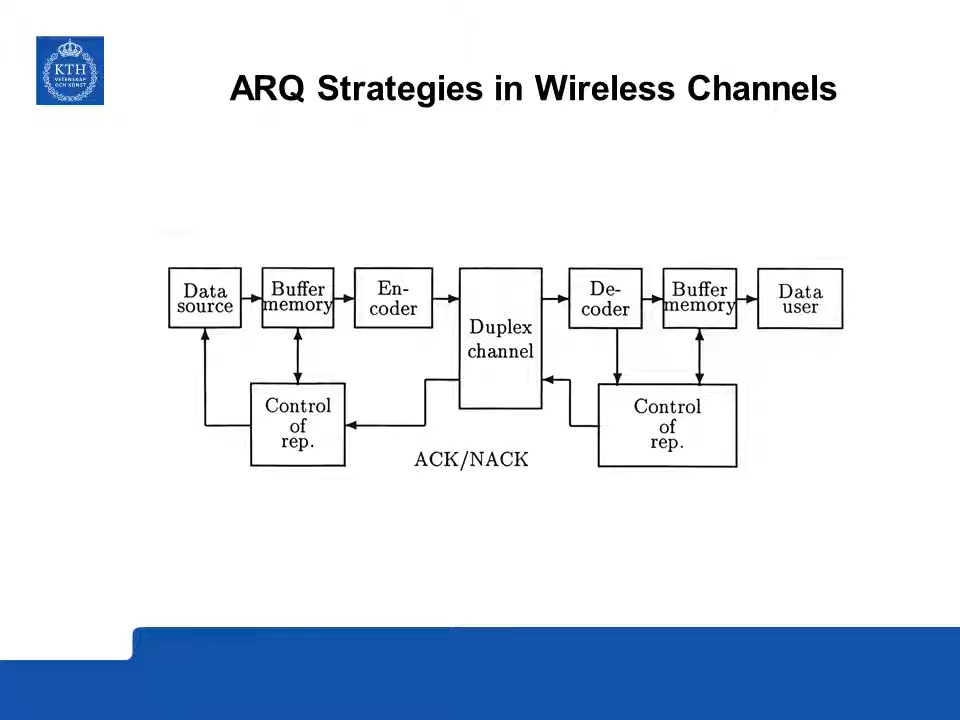 KTH
VETENSKAP
OCH KONST
ARQ Strategies in Wireless Channels
Data
source
Buffer
memory
En-
coder
Duplex
channel
De-
coder
Buffer
memory
Data
user
Control
of
rep.
Control
of
rep.
ACK/NACK